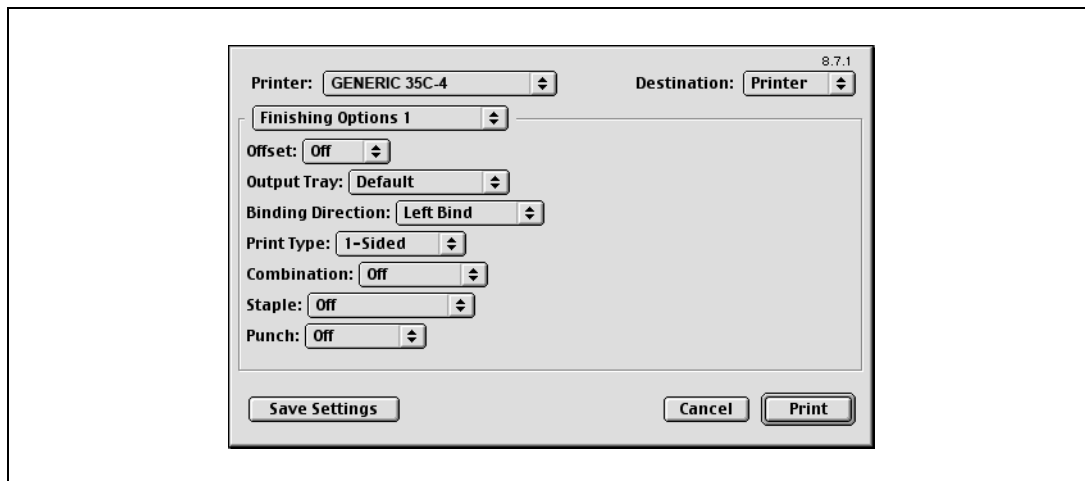 8.7.1
Printer: GENERIC 35C-4 Destination: Printer
Finishing Options 1
Offset: Off
Output Tray: Default
Binding Direction: Left Bind
Print Type: 1-Sided
Combination: Off
Staple: Off
Punch: Off
Save Settings Cancel Print